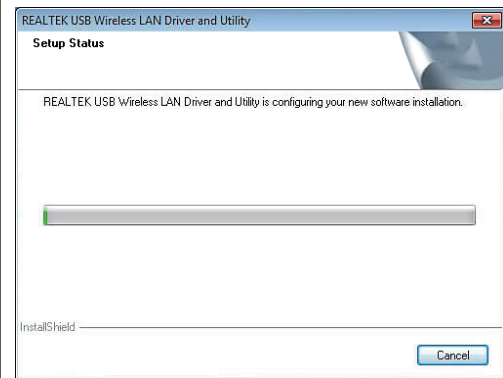 REALTEK USB Wireless LAN Driver and Utility
Setup Status
REALTEK USB Wireless LAN Driver and Utility is configuring your new software installation.
InstallShield
Cancel